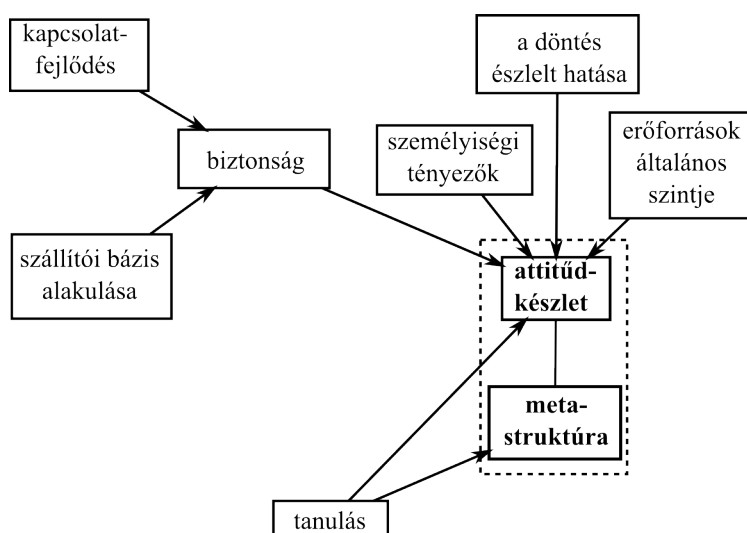 kapcsolat-
fejlődés
a döntés
észlelt hatása
biztonság
személyiségi
tényezők
erőforrások
általános
szintje
szállítói bázis
alakulása
attitűd-
készlet
meta-
struktúra
tanulás